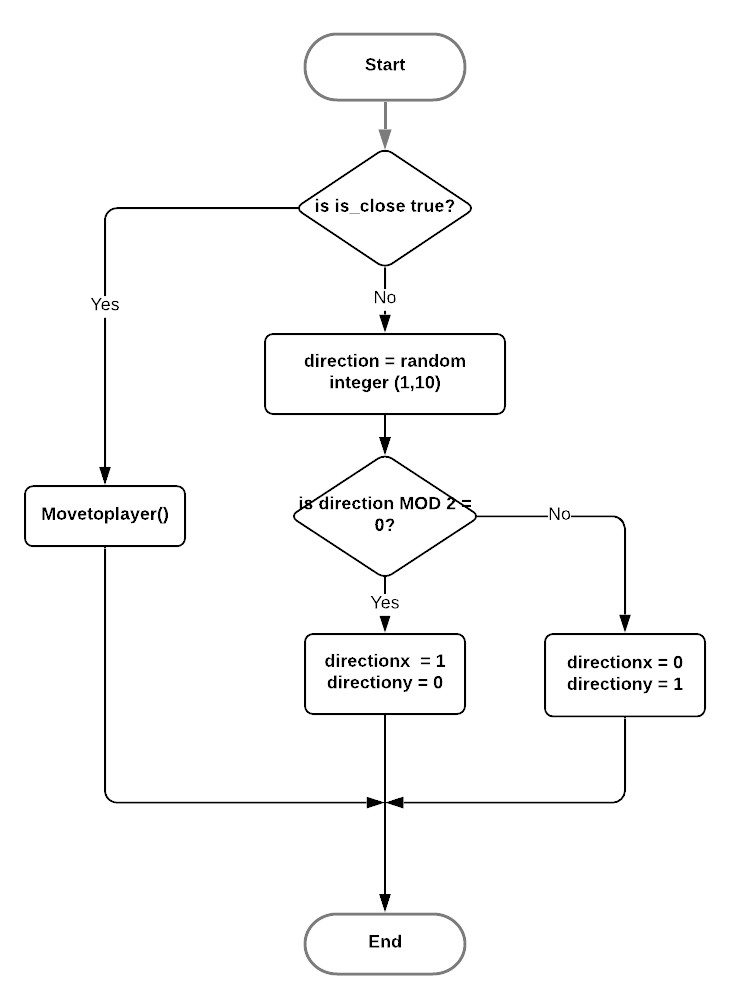 Start
is is_close true?
Yes
No
direction = random
integer (1,10)
is direction MOD 2 =
0?
No
Movetoplayer()
Yes
directionx  = 1
directiony = 0
directionx = 0
directiony = 1
End